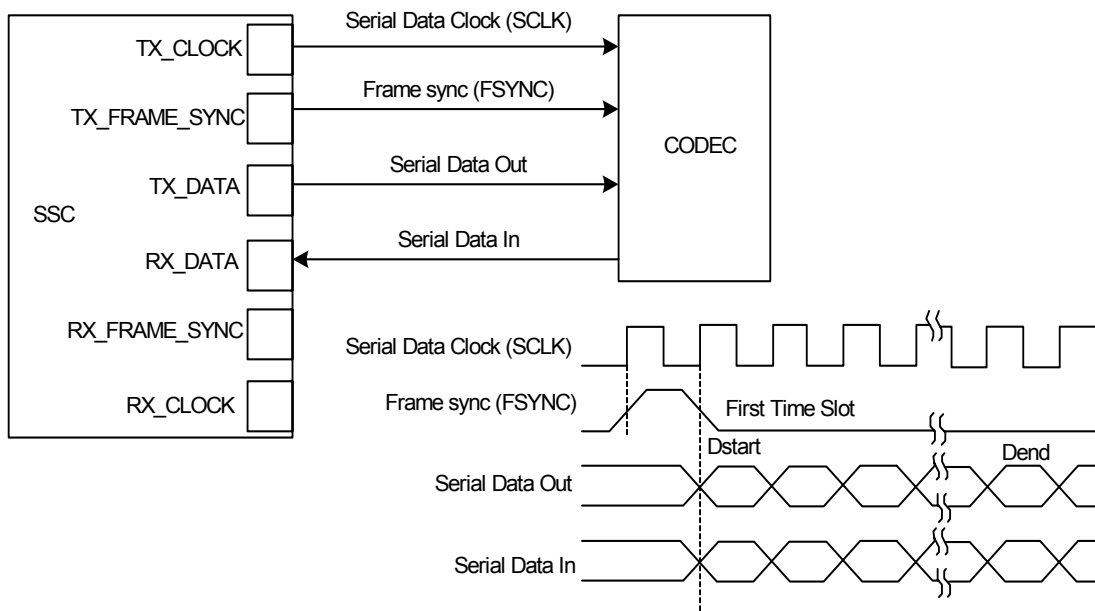 Serial Data Clock (SCLK)
TX_CLOCK
Frame sync (FSYNC)
TX_FRAME_SYNC
CODEC
Serial Data Out
TX_DATA
SSC
Serial Data In
RX_DATA
RX_FRAME_SYNC
Serial Data Clock (SCLK)
RX_CLOCK
Frame sync (FSYNC)
First Time Slot
Dstart
Dend
Serial Data Out
Serial Data In